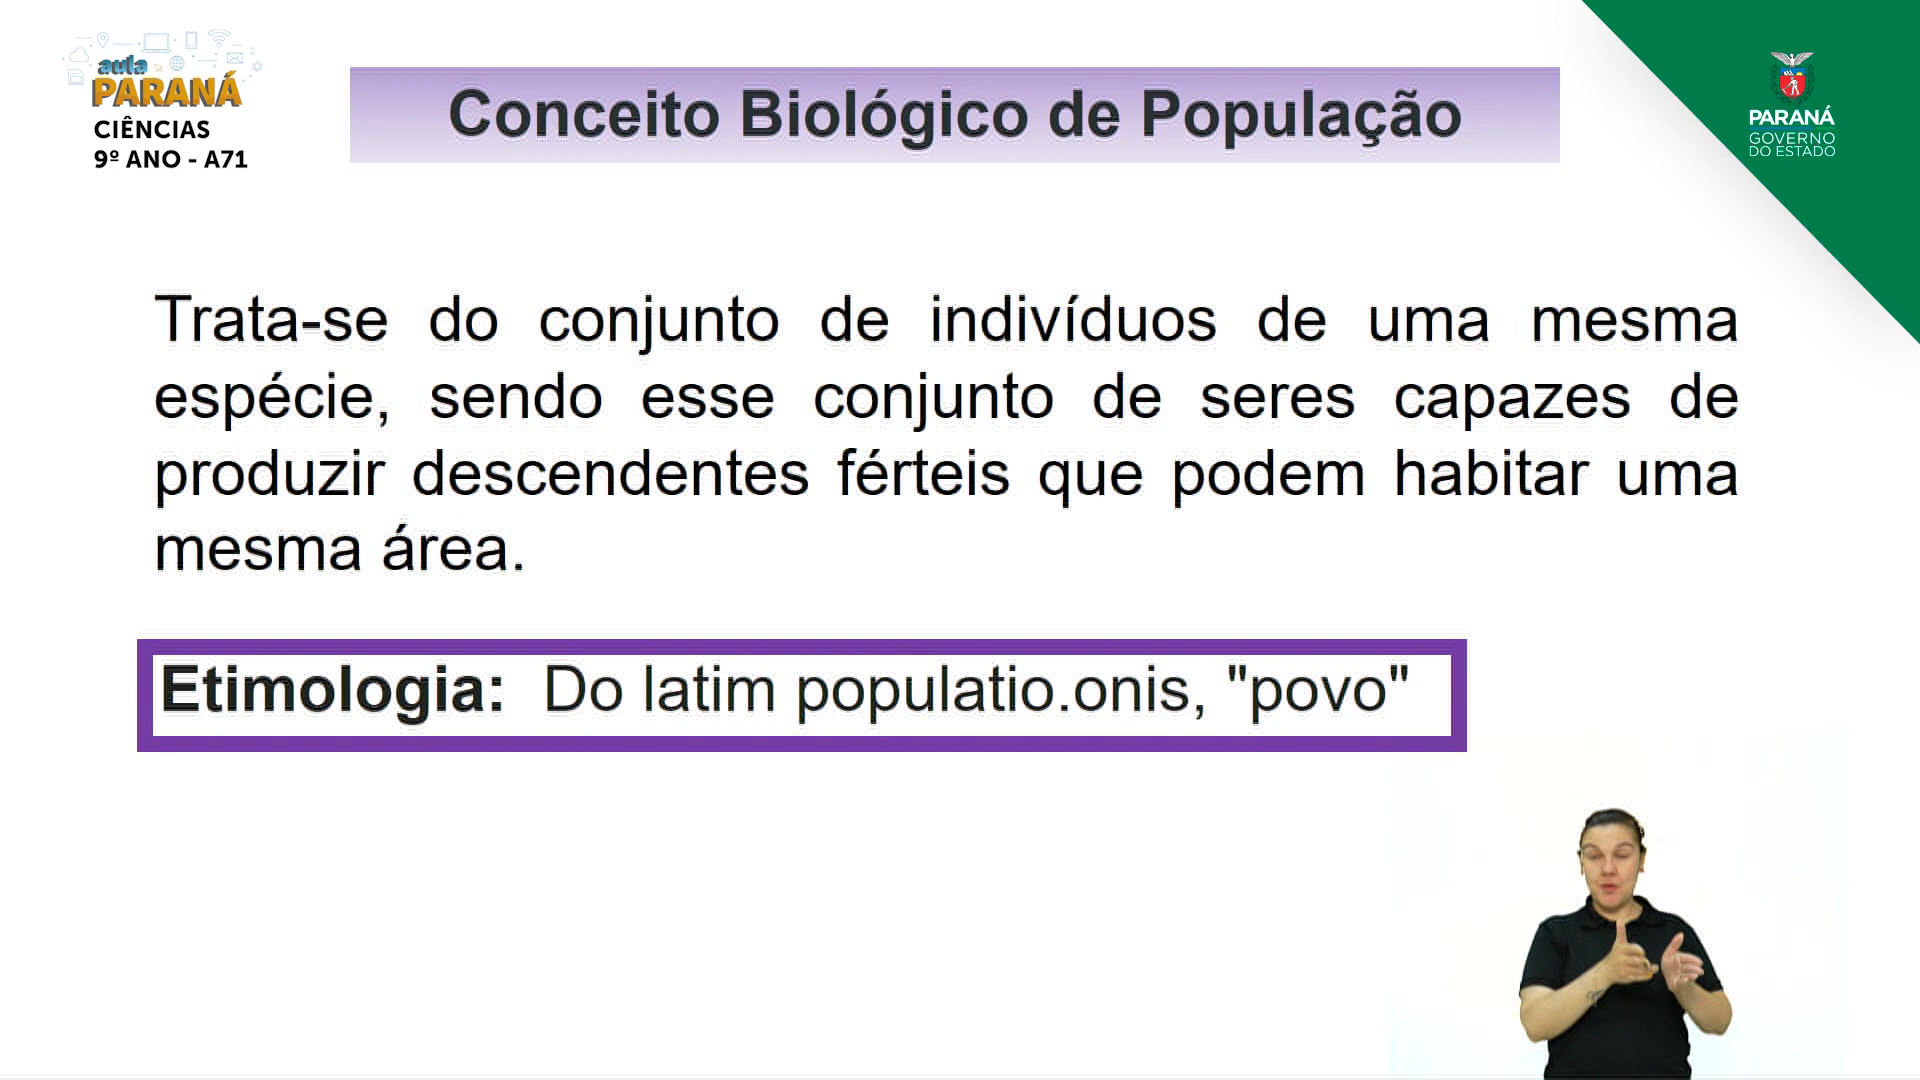 aula
PARANÁ
CIÊNCIAS
9º ANO - A71
Conceito Biológico de População
PARANÁ
GOVERNO
DO ESTADO
Trata-se do conjunto de indivíduos de uma mesma
espécie, sendo esse conjunto de seres capazes de
produzir descendentes férteis que podem habitar uma
mesma área.
Etimologia: Do latim populatio.onis, "povo"